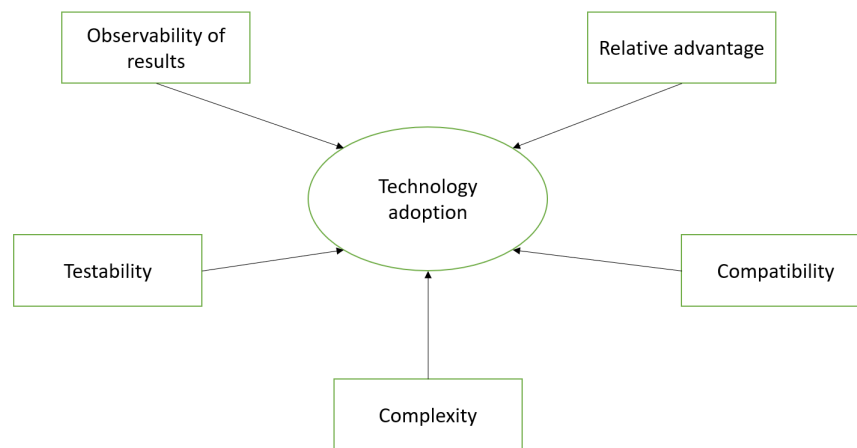 Observability of
results
Relative advantage
Technology
adoption
Testability
Compatibility
Complexity